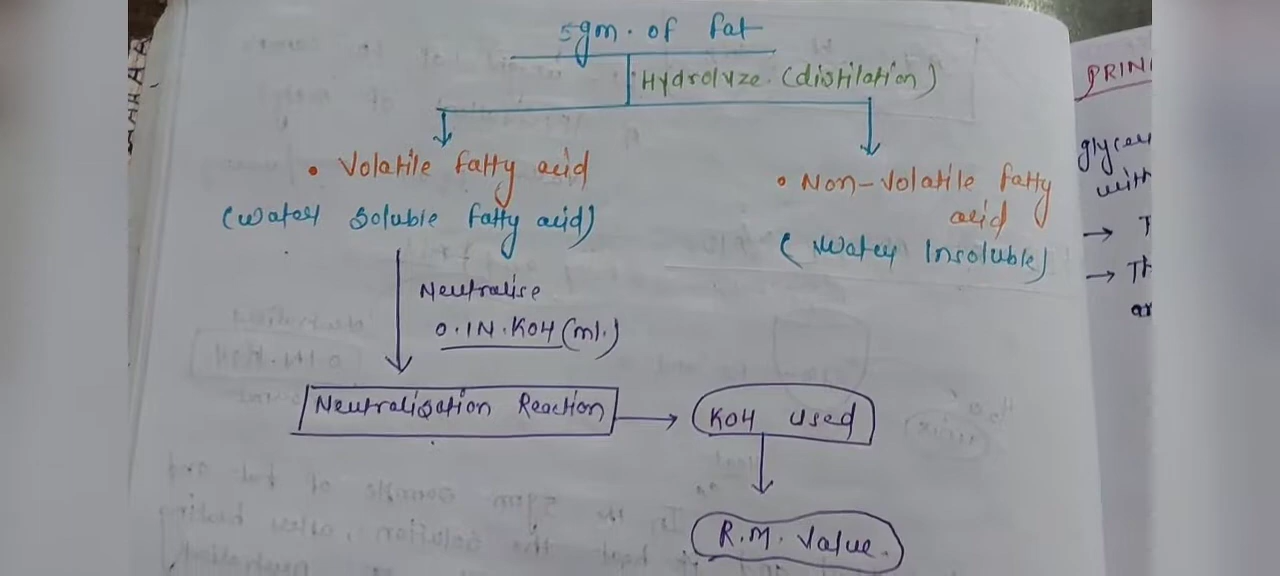 5gm. of fat
Hydrolyze. (distilation)
• Volatile fatty acid
(Water Soluble fatty acid)
• Non-Volatile fatty
acid
(Water Insoluble)
Neutralise
0.1N.KOH (ml.)
Neutralisation Reaction
KOH used
R.M. Value.
PRIN
glycer
with
→ T
→ Th
ar